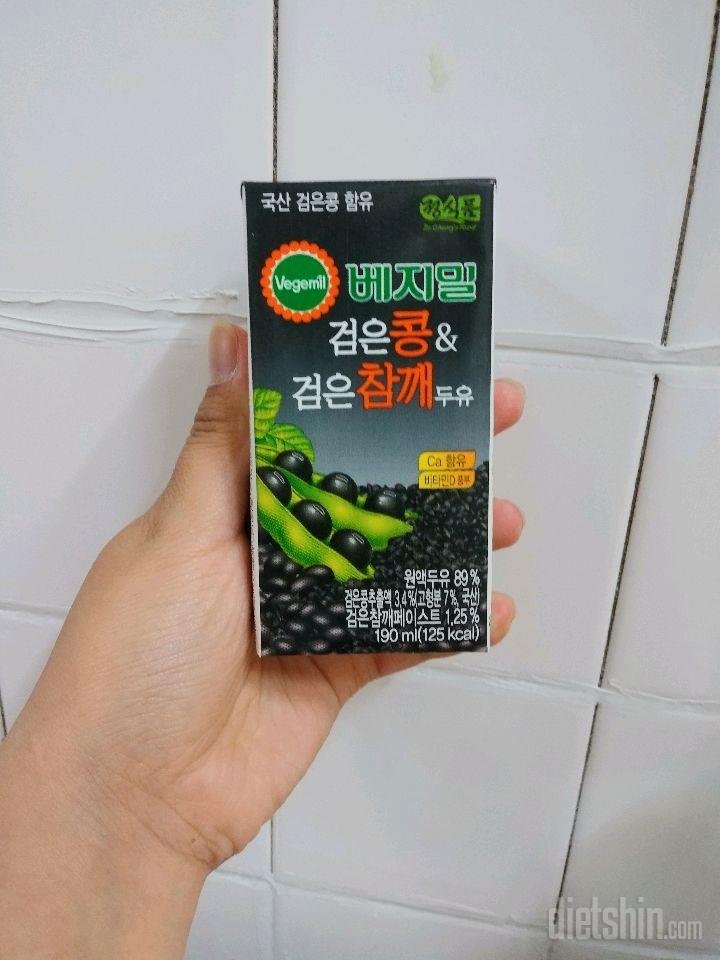 국산 검은콩 함유
정식품
Dr.Chung's Food
Vegemil
베지밀
검은콩&
검은참깨두유
Ca 함유
비타민D 풍부
원액두유 89%
검은콩추출액 3.4%(고형분 7%, 국산)
검은참깨페이스트 1.25%
190 ml(125 kcal)
dietshin.com